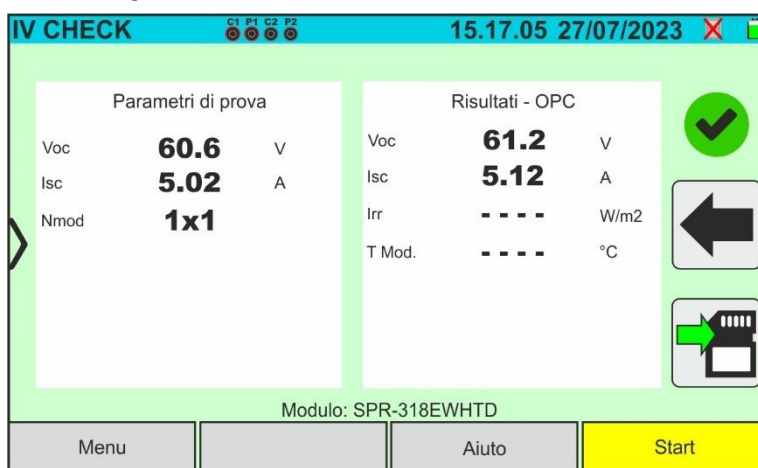 IV CHECK C1 P1 C2 P2 15.17.05 27/07/2023
Parametri di prova
Voc 60.6 V
Isc 5.02 A
Nmod 1x1
Risultati - OPC
Voc 61.2 V
Isc 5.12 A
Irr - - - - W/m2
T Mod. - - - - °C
Modulo: SPR-318EWHTD
Menu Aiuto Start